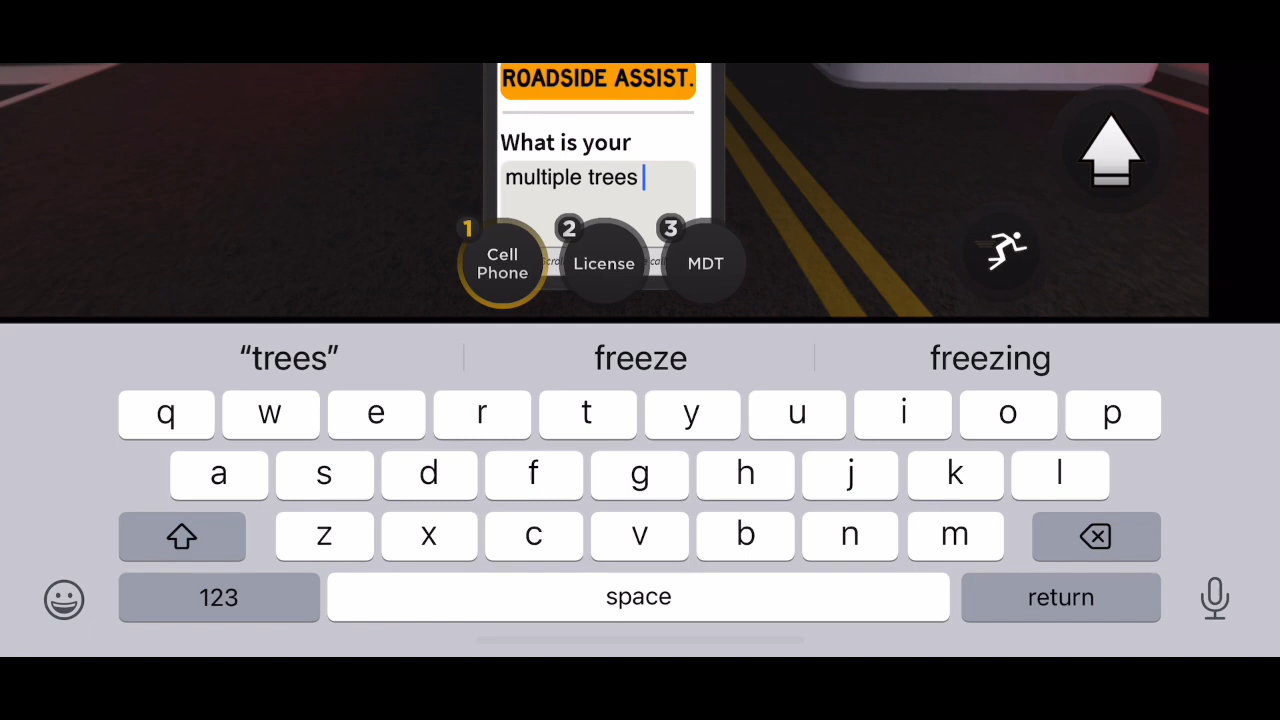 ROADSIDE ASSIST.
What is your
multiple trees
1
2
3
Cell
Phone
License
MDT
“trees”
freeze
freezing
q w e r t y u i o p
a s d f g h j k l
z x c v b n m
123
space
return